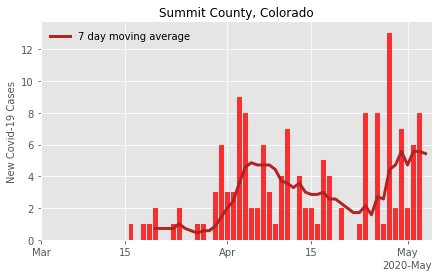 Summit County, Colorado
7 day moving average
New Covid-19 Cases
12
10
8
6
4
2
0
Mar 15 Apr 15 May
2020-May